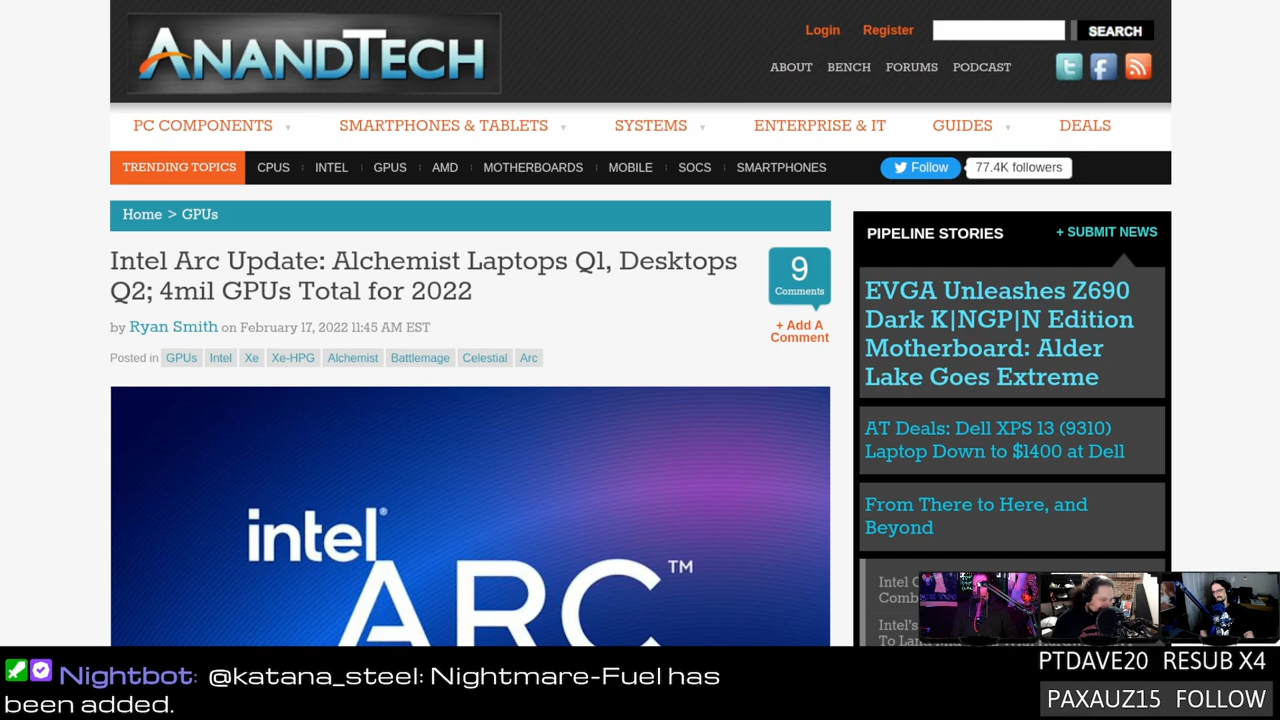 ANANDTECH
Login Register SEARCH
ABOUT BENCH FORUMS PODCAST
PC COMPONENTS SMARTPHONES & TABLETS SYSTEMS ENTERPRISE & IT GUIDES DEALS
TRENDING TOPICS CPUS INTEL GPUS AMD MOTHERBOARDS MOBILE SOCS SMARTPHONES Follow 77.4K followers
Home > GPUs
Intel Arc Update: Alchemist Laptops Q1, Desktops
Q2; 4mil GPUs Total for 2022
9
Comments
by Ryan Smith on February 17, 2022 11:45 AM EST
+ Add A
Comment
Posted in GPUs Intel Xe Xe-HPG Alchemist Battlemage Celestial Arc
intel®
ARC™
PIPELINE STORIES + SUBMIT NEWS
EVGA Unleashes Z690
Dark K|NGP|N Edition
Motherboard: Alder
Lake Goes Extreme
AT Deals: Dell XPS 13 (9310)
Laptop Down to $1400 at Dell
From There to Here, and
Beyond
Intel
Intel's
To
Nightbot: @katana_steel: Nightmare-Fuel has
been added.
PTDAVE20 RESUB X4
PAXAUZ15 FOLLOW